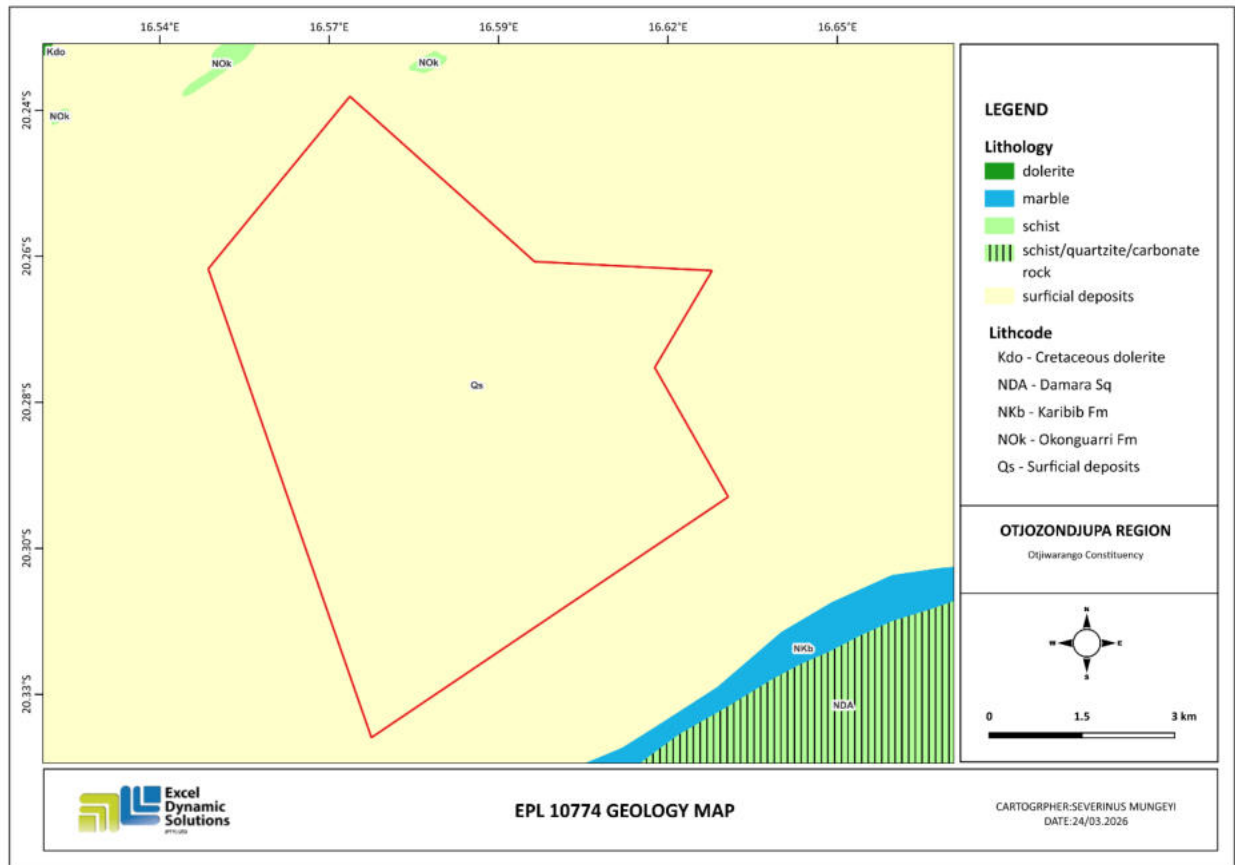 16.54°E
16.57°E
16.59°E
16.62°E
16.65°E
20.24°S
20.26°S
20.28°S
20.30°S
20.33°S
Kdo
NOk
NOk
NOk
Qs
NKb
NDA
LEGEND
Lithology
dolerite
marble
schist
schist/quartzite/carbonate
rock
surficial deposits
Lithcode
Kdo - Cretaceous dolerite
NDA - Damara Sq
NKb - Karibib Fm
NOk - Okonguarri Fm
Qs - Surficial deposits
OTJOZONDJUPA REGION
Otjiwarango Constituency
N
W
E
S
0
1.5
3 km
Excel
Dynamic
Solutions
(PTY) LTD
EPL 10774 GEOLOGY MAP
CARTOGRPHER:SEVERINUS MUNGEYI
DATE:24/03.2026